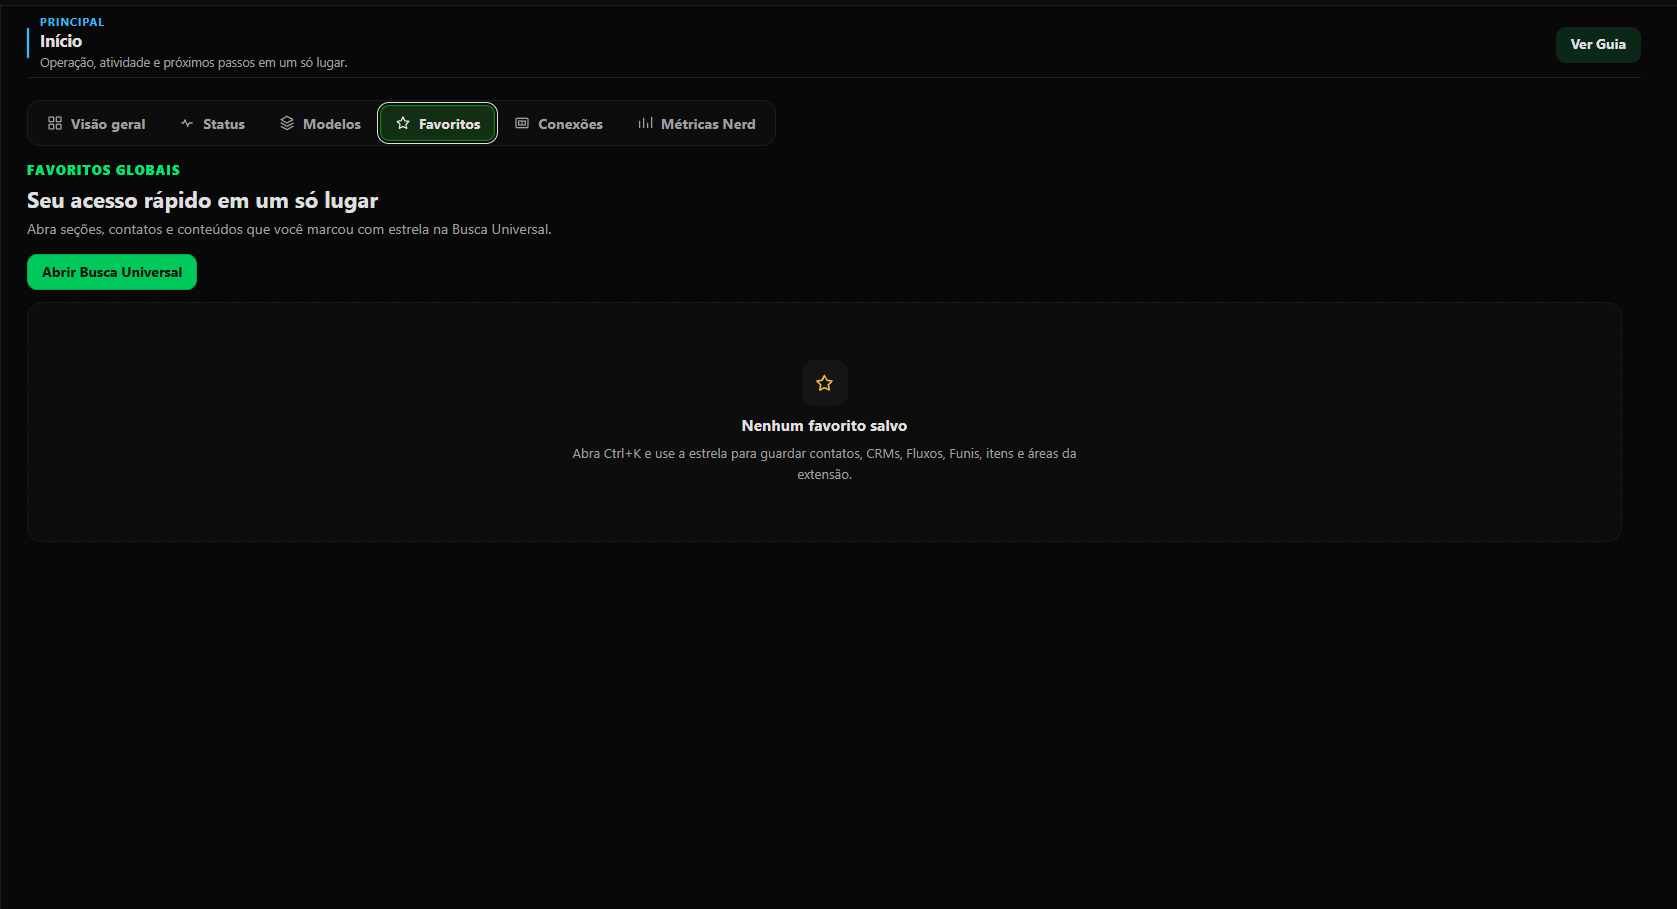 PRINCIPAL
Início
Operação, atividade e próximos passos em um só lugar.
Ver Guia
Visão geral
Status
Modelos
Favoritos
Conexões
Métricas Nerd
FAVORITOS GLOBAIS
Seu acesso rápido em um só lugar
Abra seções, contatos e conteúdos que você marcou com estrela na Busca Universal.
Abrir Busca Universal
Nenhum favorito salvo
Abra Ctrl+K e use a estrela para guardar contatos, CRMs, Fluxos, Funis, itens e áreas da
extensão.